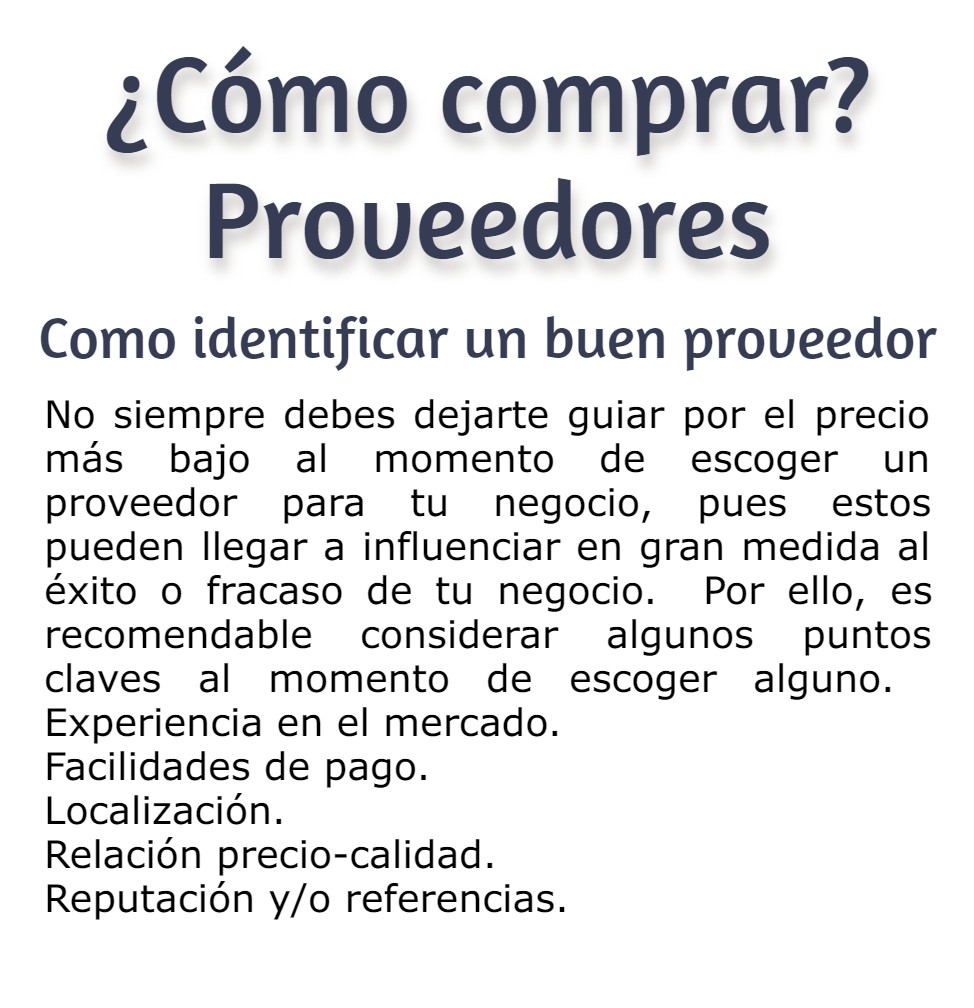 ¿Cómo comprar?
Proveedores
Como identificar un buen proveedor
No siempre debes dejarte guiar por el precio
más bajo al momento de escoger un
proveedor para tu negocio, pues estos
pueden llegar a influenciar en gran medida al
éxito o fracaso de tu negocio. Por ello, es
recomendable considerar algunos puntos
claves al momento de escoger alguno.
Experiencia en el mercado.
Facilidades de pago.
Localización.
Relación precio-calidad.
Reputación y/o referencias.